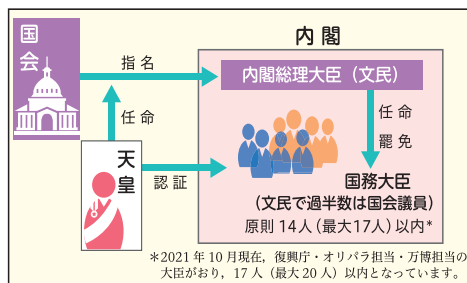 国会
内閣
指名
内閣総理大臣（文民）
任命
任命
罷免
天皇
認証
国務大臣
（文民で過半数は国会議員）
原則14人（最大17人）以内*
＊2021年10月現在，復興庁・オリパラ担当・万博担当の
大臣がおり，17人（最大20人）以内となっています。